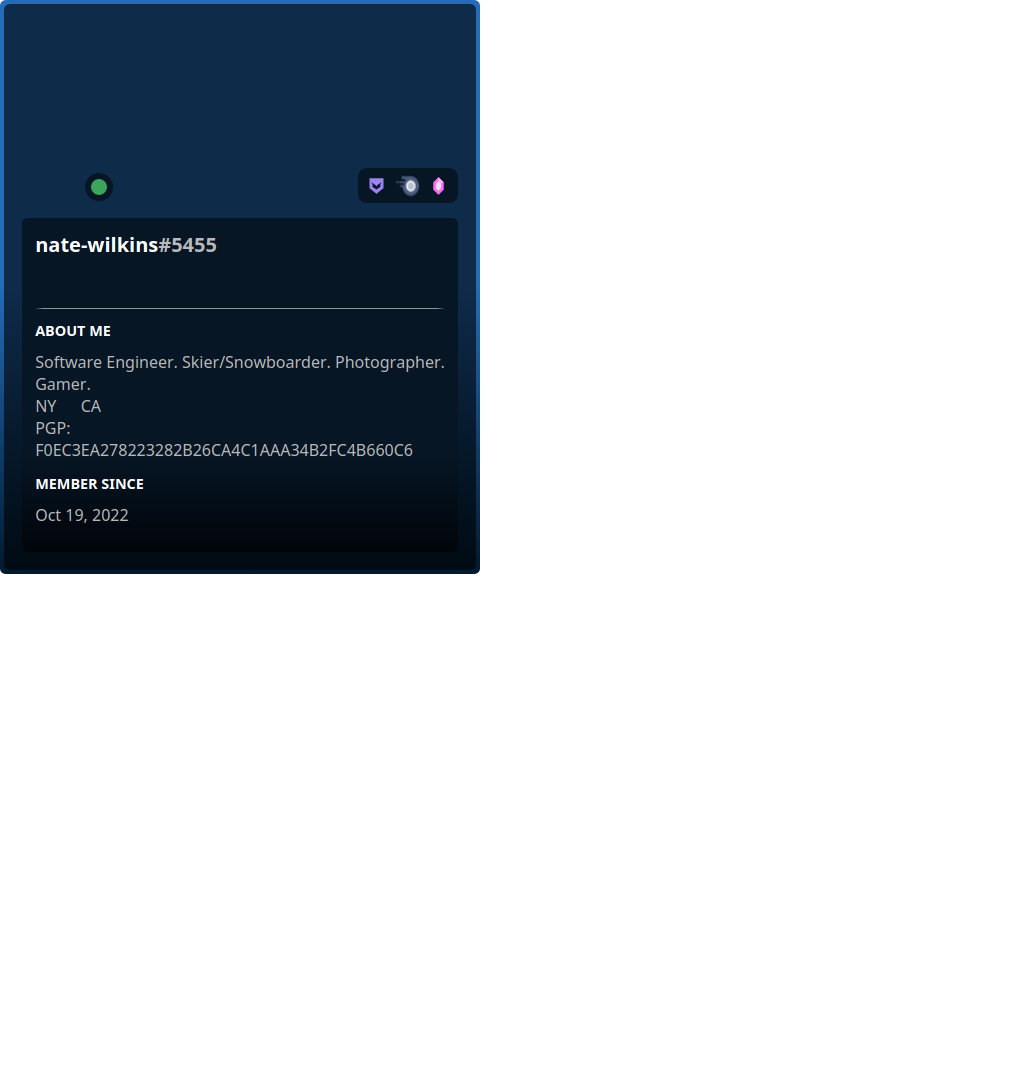 nate-wilkins#5455
ABOUT ME
Software Engineer. Skier/Snowboarder. Photographer.
Gamer.
NY CA
PGP:
F0EC3EA278223282B26CA4C1AAA34B2FC4B660C6
MEMBER SINCE
Oct 19, 2022